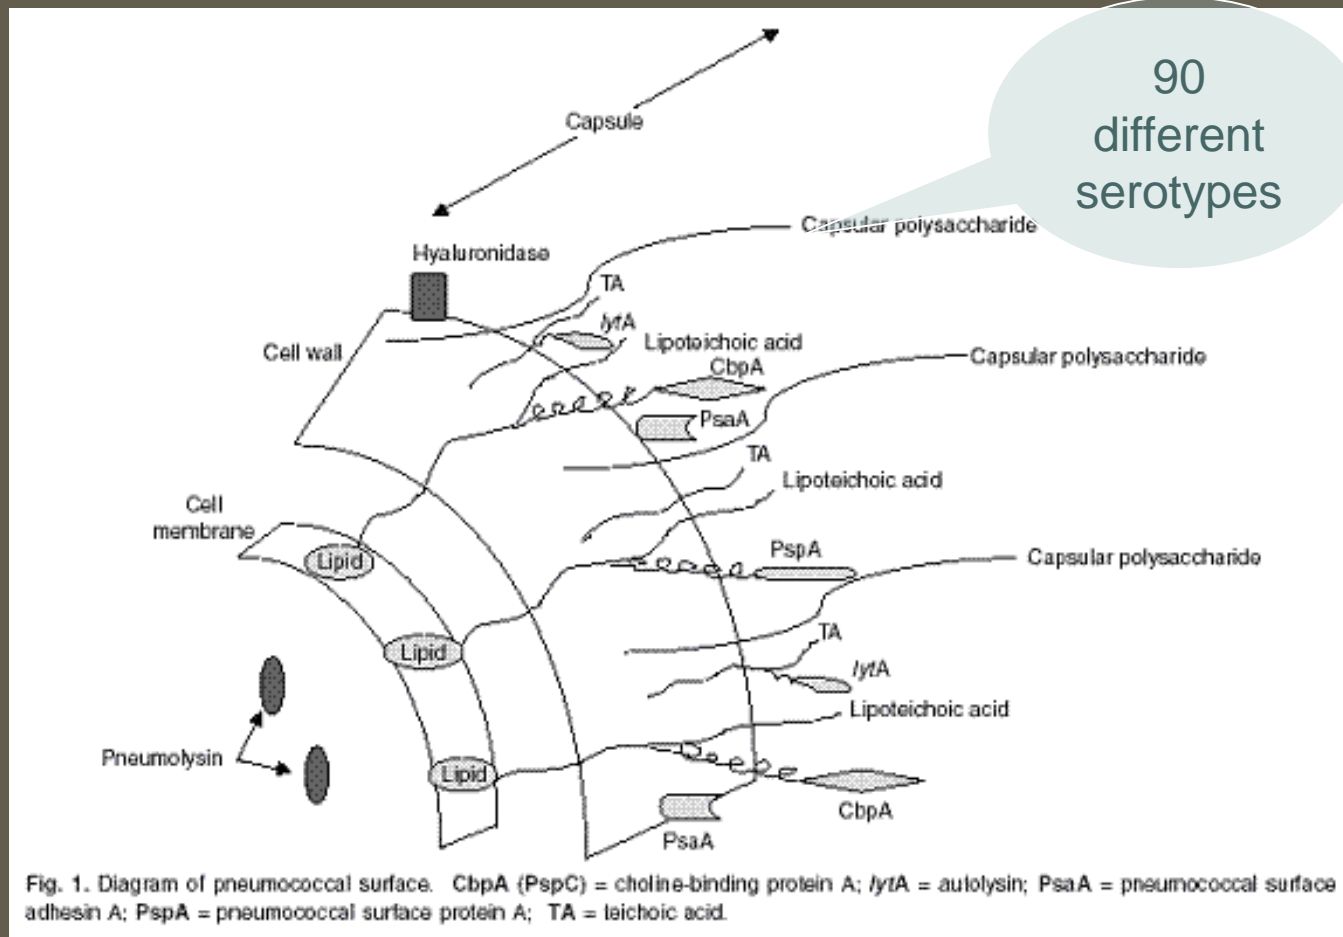 90
different
serotypes
Capsule
Capsular polysaccharide
Hyaluronidase
TA
lytA
Cell wall
Lipoteichoic acid
CbpA
Capsular polysaccharide
PsaA
TA
Lipoteichoic acid
Cell
membrane
Lipid
PspA
Capsular polysaccharide
TA
Lipid
lytA
Lipoteichoic acid
Pneumolysin
Lipid
CbpA
PsaA
Fig. 1. Diagram of pneumococcal surface. CbpA (PspC) = choline-binding protein A; lytA = autolysin; PsaA = pneumococcal surface
adhesin A; PspA = pneumococcal surface protein A; TA = teichoic acid.